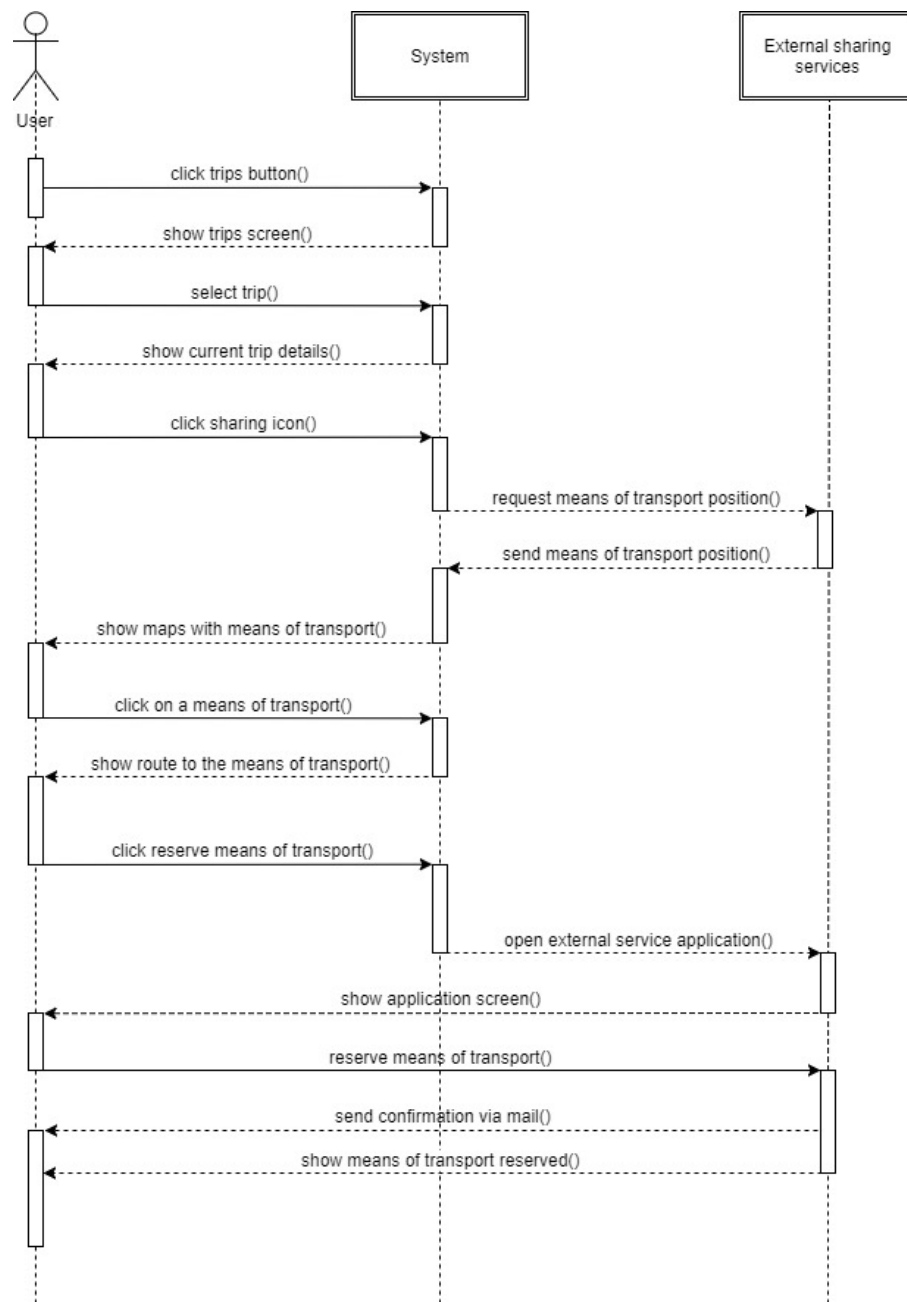 User
System
External sharing
services
click trips button()
show trips screen()
select trip()
show current trip details()
click sharing icon()
request means of transport position()
send means of transport position()
show maps with means of transport()
click on a means of transport()
show route to the means of transport()
click reserve means of transport()
open external service application()
show application screen()
reserve means of transport()
send confirmation via mail()
show means of transport reserved()